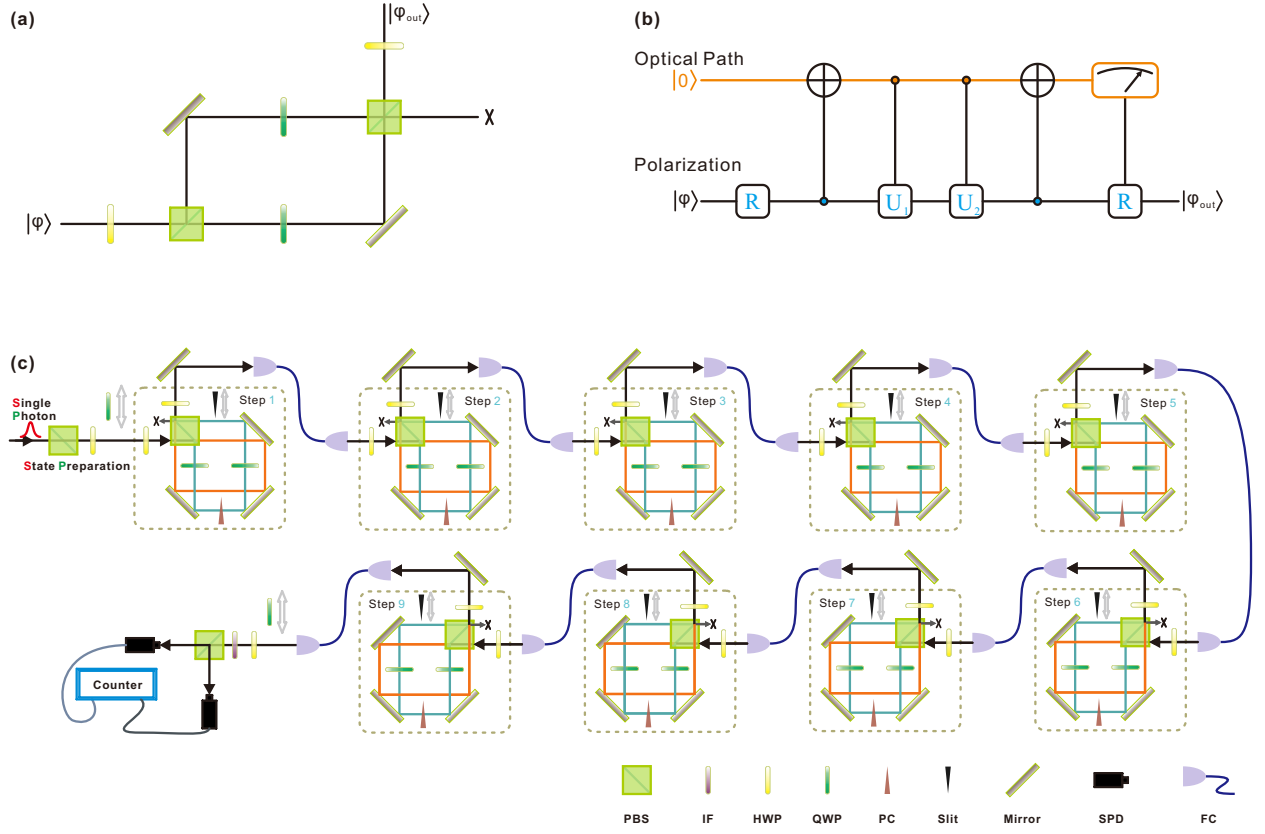 (a)
|φout⟩
X
|φ⟩
(b)
Optical Path
|0⟩
Polarization
|φ⟩ R U1 U2 R |φout⟩
(c)
Single
Photon
State Preparation
X Step 1
X Step 2
X Step 3
X Step 4
X Step 5
Step 9 X
Step 8 X
Step 7 X
Step 6 X
Counter
PBS IF HWP QWP PC Slit Mirror SPD FC